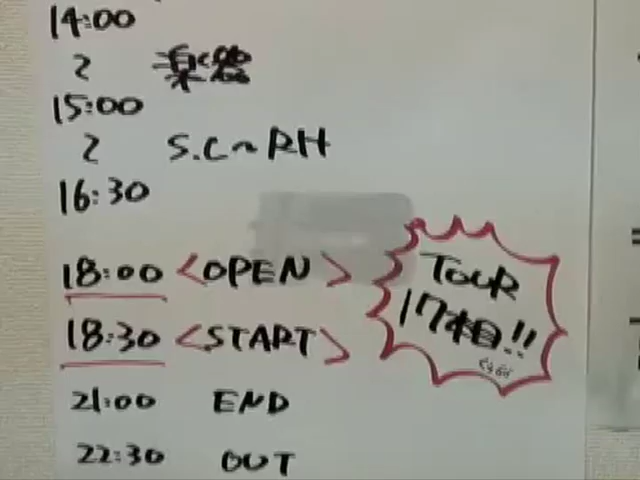 14:00
〜 楽器
15:00
〜 S.C〜RH
16:30
18:00 <OPEN>
18:30 <START>
21:00 END
22:30 OUT
TOUR
17本目!!